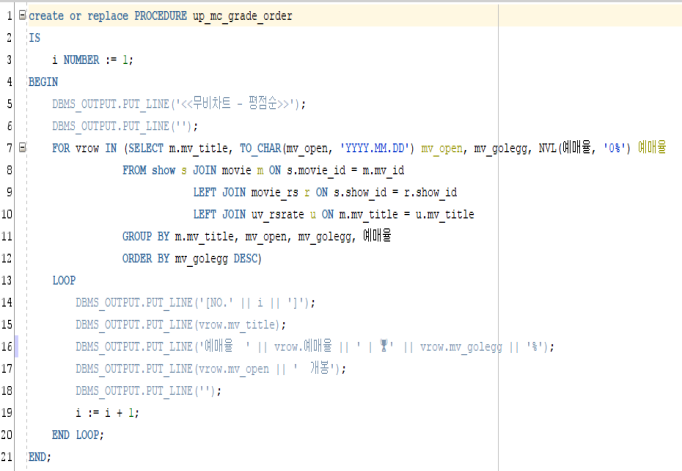 1 create or replace PROCEDURE up_mc_grade_order
2 IS
3 i NUMBER := 1;
4 BEGIN
5 DBMS_OUTPUT.PUT_LINE('<<무비차트 - 평점순>>');
6 DBMS_OUTPUT.PUT_LINE('');
7 FOR vrow IN (SELECT m.mv_title, TO_CHAR(mv_open, 'YYYY.MM.DD') mv_open, mv_golegg, NVL(예매율, '0%') 예매율
8 FROM show s JOIN movie m ON s.movie_id = m.mv_id
9 LEFT JOIN movie_rs r ON s.show_id = r.show_id
10 LEFT JOIN uv_rsrate u ON m.mv_title = u.mv_title
11 GROUP BY m.mv_title, mv_open, mv_golegg, 예매율
12 ORDER BY mv_golegg DESC)
13 LOOP
14 DBMS_OUTPUT.PUT_LINE('[NO.' || i || ']');
15 DBMS_OUTPUT.PUT_LINE(vrow.mv_title);
16 DBMS_OUTPUT.PUT_LINE('예매율  ' || vrow.예매율 || ' | ' || vrow.mv_golegg || '%');
17 DBMS_OUTPUT.PUT_LINE(vrow.mv_open || '  개봉');
18 DBMS_OUTPUT.PUT_LINE('');
19 i := i + 1;
20 END LOOP;
21 END;